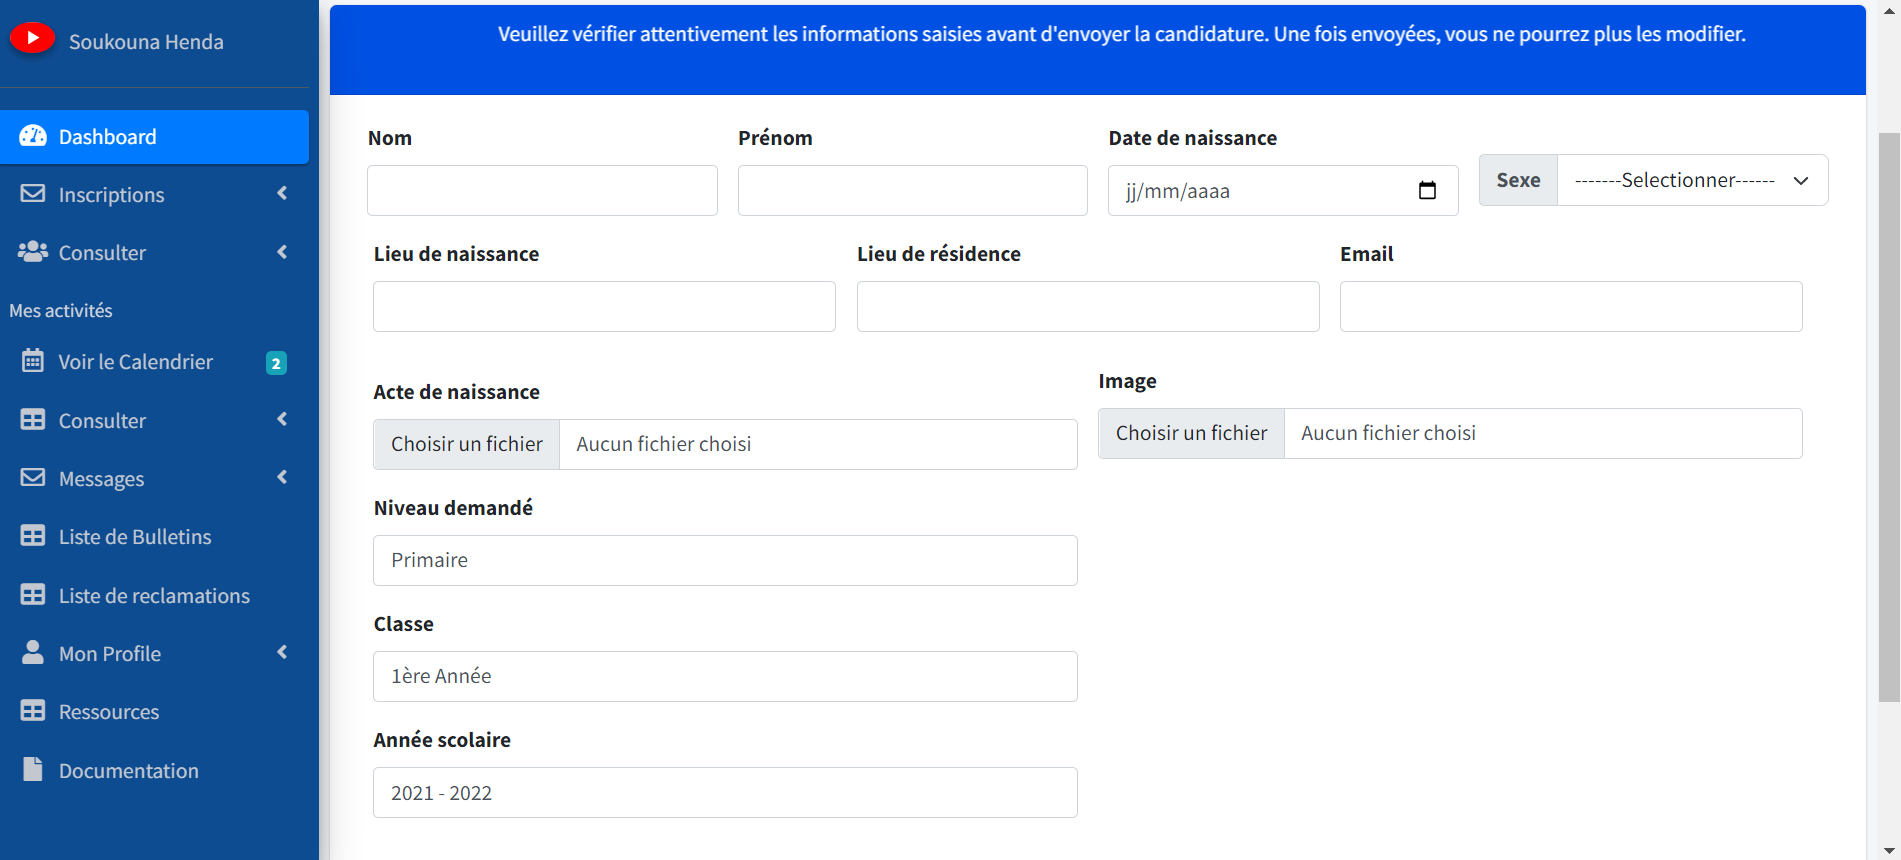 Soukouna Henda
Dashboard
Inscriptions
Consulter
Mes activités
Voir le Calendrier 2
Consulter
Messages
Liste de Bulletins
Liste de reclamations
Mon Profile
Ressources
Documentation
Veuillez vérifier attentivement les informations saisies avant d'envoyer la candidature. Une fois envoyées, vous ne pourrez plus les modifier.
Nom Prénom Date de naissance
jj/mm/aaaa Sexe -------Selectionner------
Lieu de naissance Lieu de résidence Email
Acte de naissance Image
Choisir un fichier Aucun fichier choisi Choisir un fichier Aucun fichier choisi
Niveau demandé
Primaire
Classe
1ère Année
Année scolaire
2021 - 2022